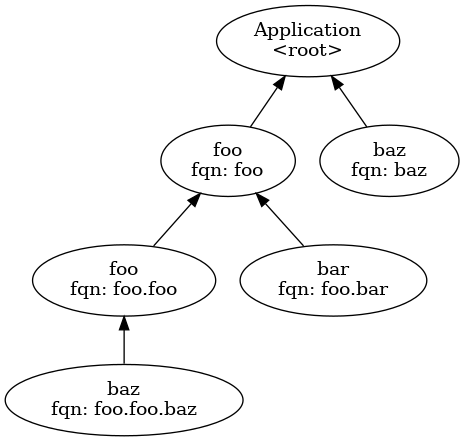 Application
<root>
foo
fqn: foo
baz
fqn: baz
foo
fqn: foo.foo
bar
fqn: foo.bar
baz
fqn: foo.foo.baz